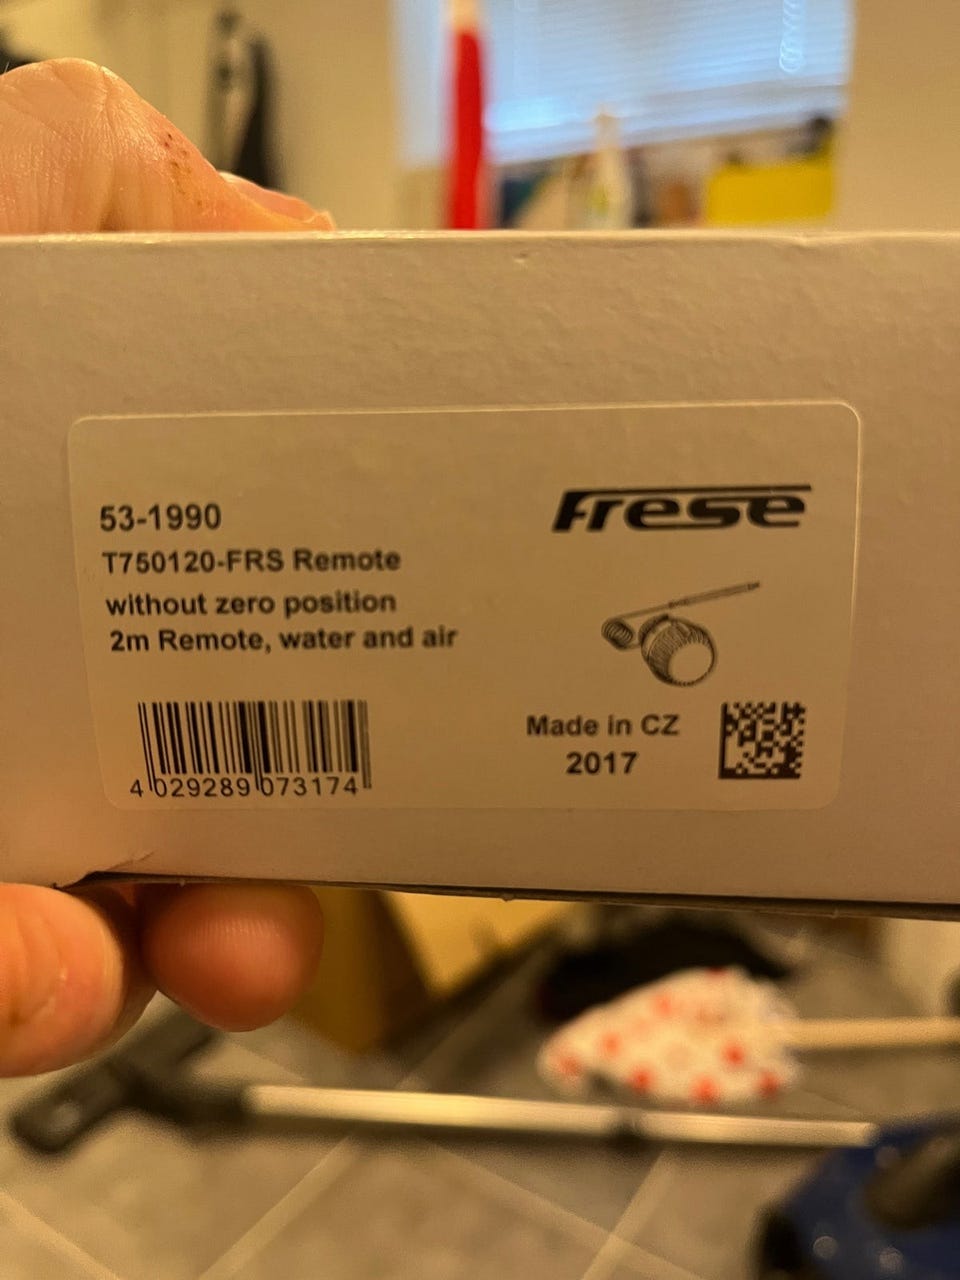 Frese
53-1990
T750120-FRS Remote
without zero position
2m Remote, water and air
Made in CZ
2017
4 029289 073174